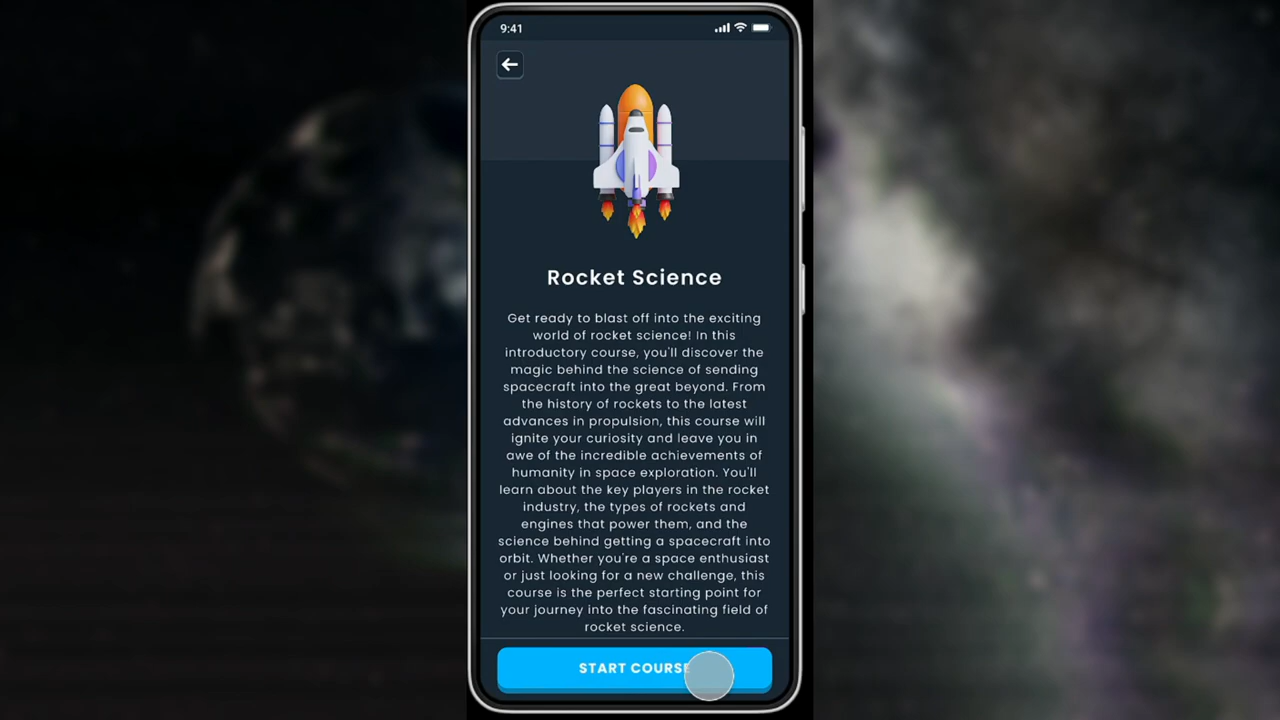 9:41
Rocket Science
Get ready to blast off into the exciting
world of rocket science! In this
introductory course, you'll discover the
magic behind the science of sending
spacecraft into the great beyond. From
the history of rockets to the latest
advances in propulsion, this course will
ignite your curiosity and leave you in
awe of the incredible achievements of
humanity in space exploration. You'll
learn about the key players in the rocket
industry, the types of rockets and
engines that power them, and the
science behind getting a spacecraft into
orbit. Whether you're a space enthusiast
or just looking for a new challenge, this
course is the perfect starting point for
your journey into the fascinating field of
rocket science.
START COURSE